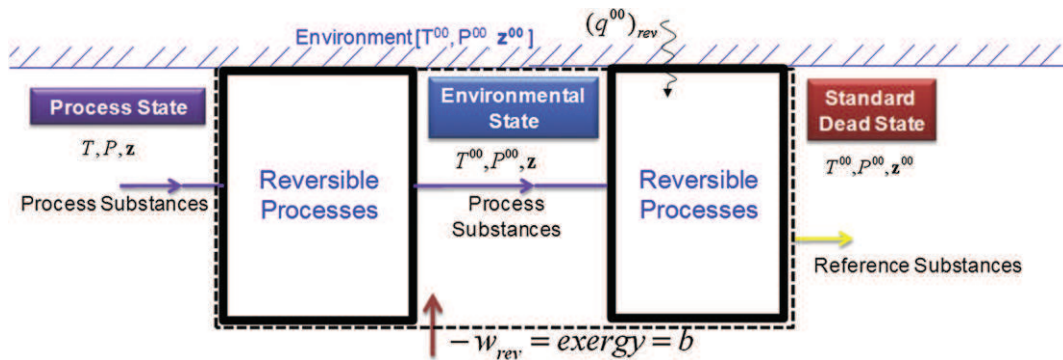 Environment[T⁰⁰, P⁰⁰ z⁰⁰ ]
(q⁰⁰)rev
Process State
T, P, z
Process Substances
Reversible
Processes
Environmental
State
T⁰⁰, P⁰⁰, z
Process
Substances
Reversible
Processes
Standard
Dead State
T⁰⁰, P⁰⁰, z⁰⁰
Reference Substances
− wrev = exergy = b